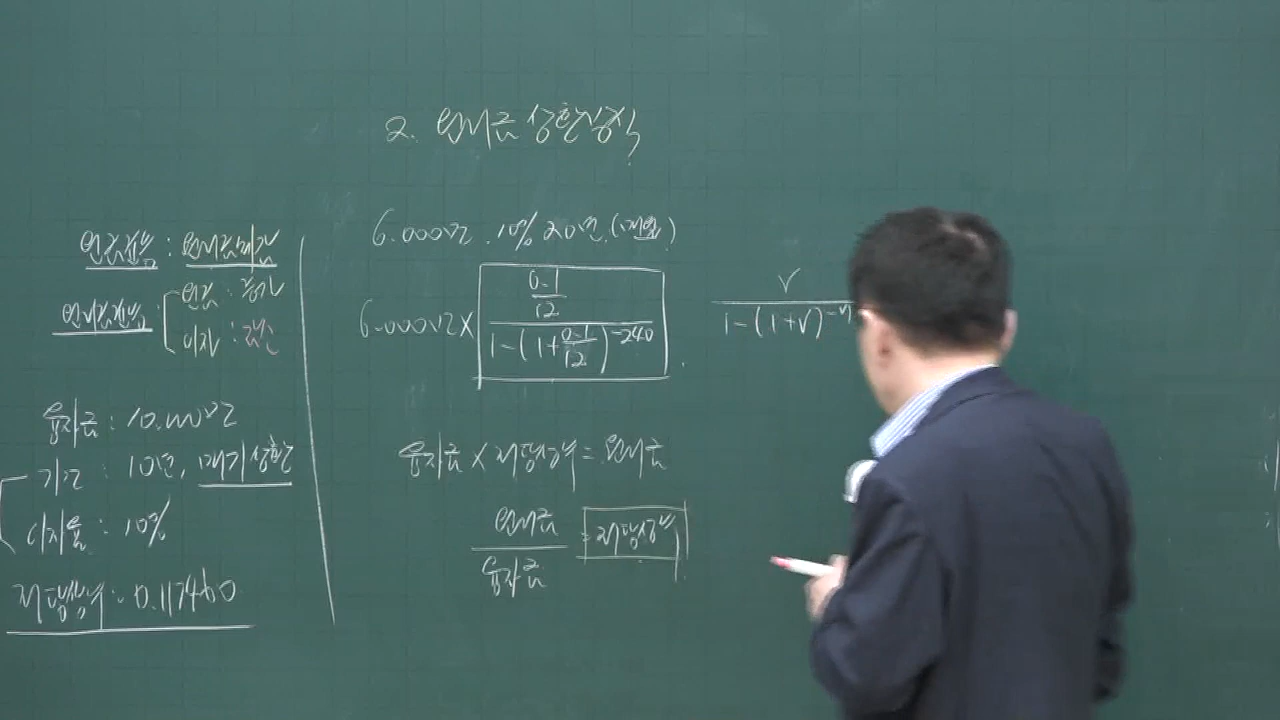 2. 원리금 상환방식
원금균등 : 원리금 체감
원리금균등 원금 : 증가
이자 : 감소
융자금 : 10.000만
기간 : 10년, 매기상환
이자율 : 10%
저당상수 : 0.117460
6.000만. 10% 20년. (매월)
6.000만 ×
0.1
12
1-(1+0.1/12)^-240
r
1-(1+r)^-n
융자금 × 저당상수 = 원리금
원리금
융자금
= 저당상수